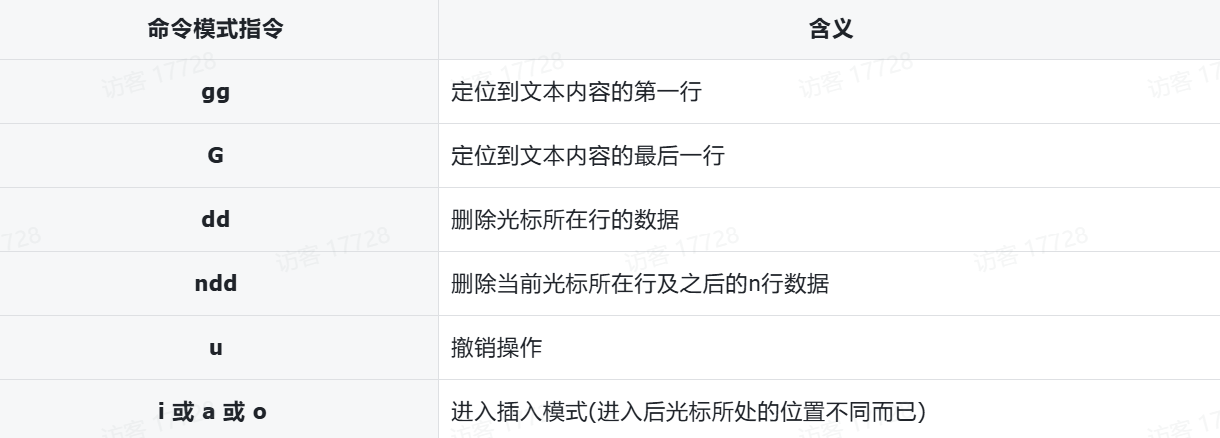 命令模式指令 含义
访客 17728 访客 17728 访客 17728 访客 17
gg 定位到文本内容的第一行
G 定位到文本内容的最后一行
dd 删除光标所在行的数据
728 访客 17728 访客 17728 访客 17728
ndd 删除当前光标所在行及之后的n行数据
u 撤销操作
i 或 a 或 o 进入插入模式(进入后光标所处的位置不同而已)